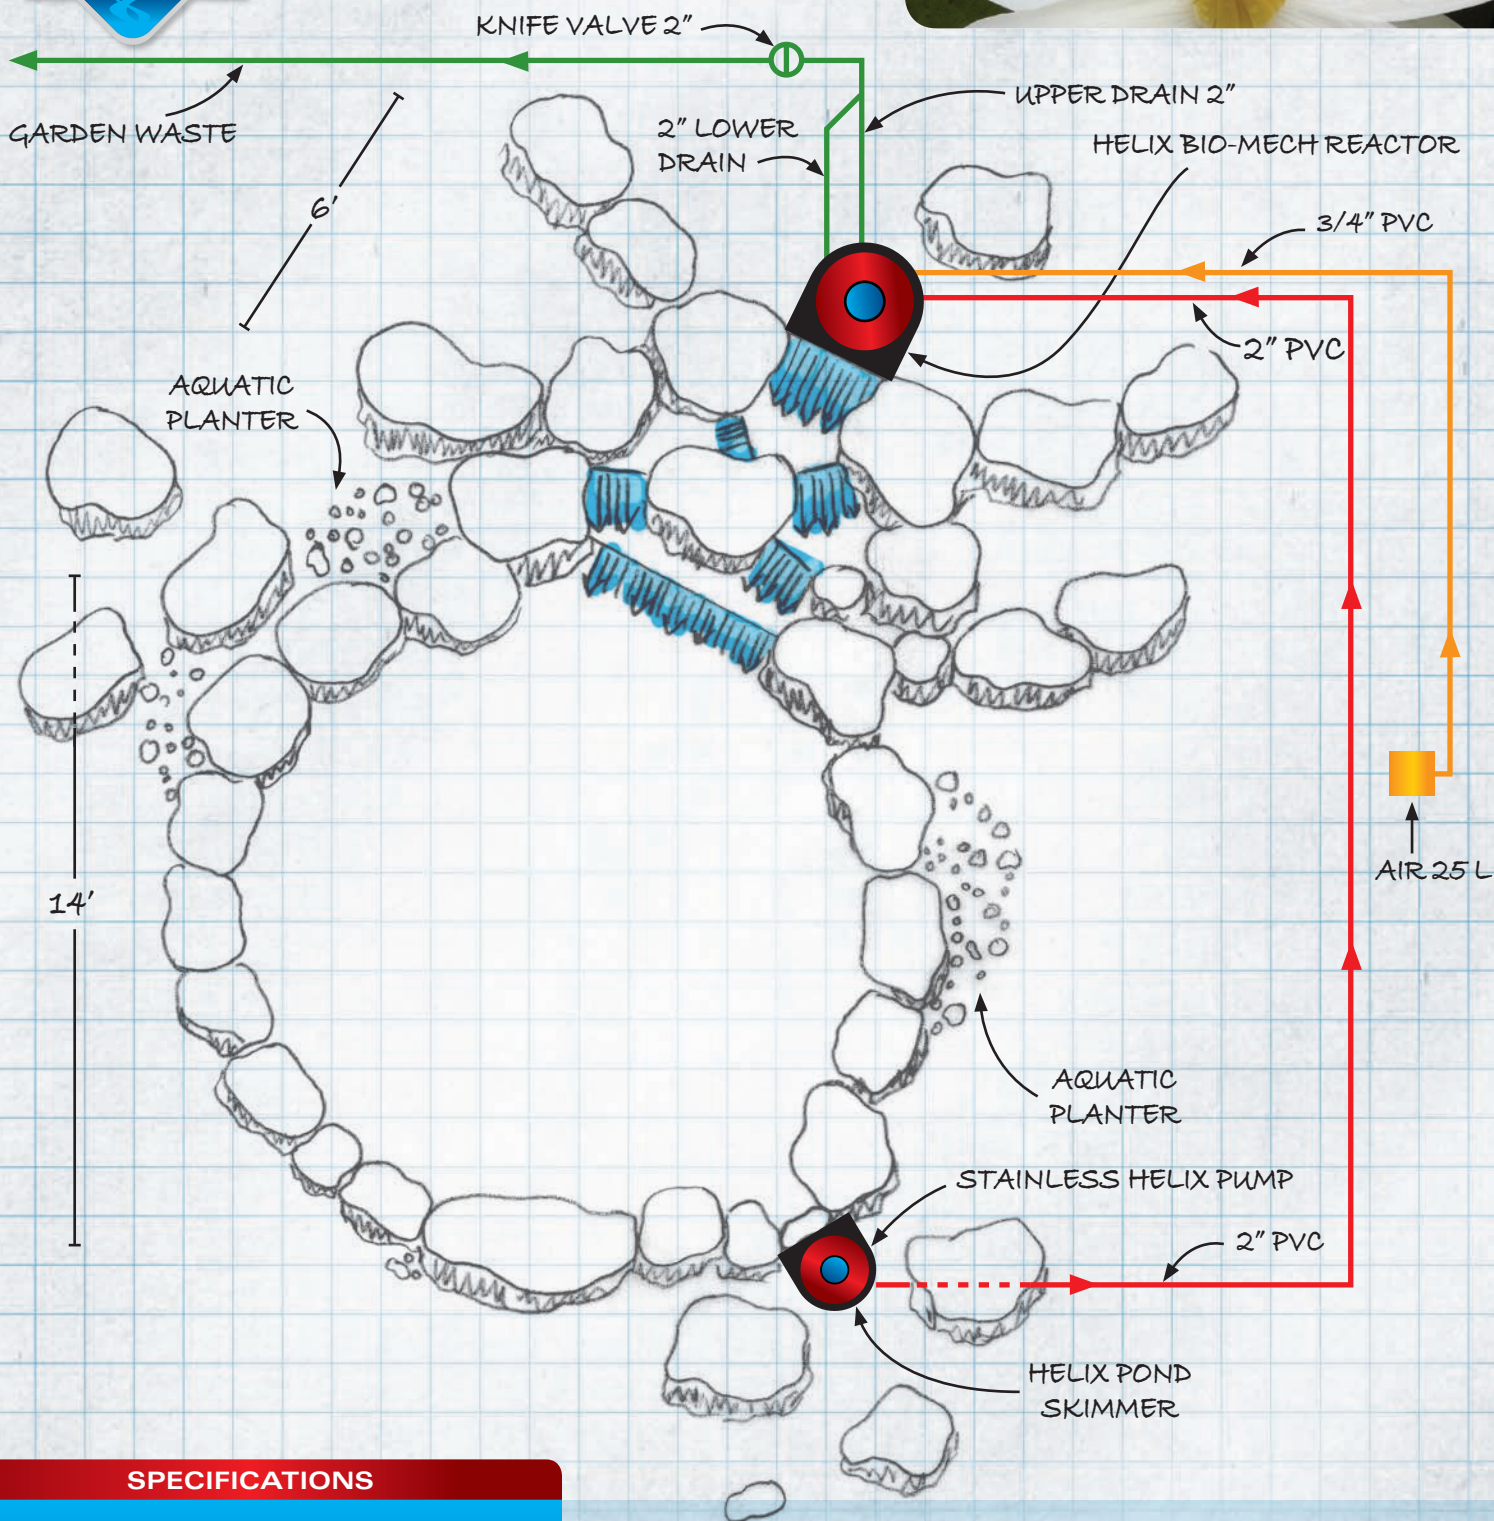 KNIFE VALVE 2"
GARDEN WASTE
UPPER DRAIN 2"
2" LOWER
DRAIN
HELIX BIO-MECH REACTOR
6'
3/4" PVC
2" PVC
AQUATIC
PLANTER
14'
AIR 25 L
AQUATIC
PLANTER
STAINLESS HELIX PUMP
2" PVC
HELIX POND
SKIMMER
SPECIFICATIONS